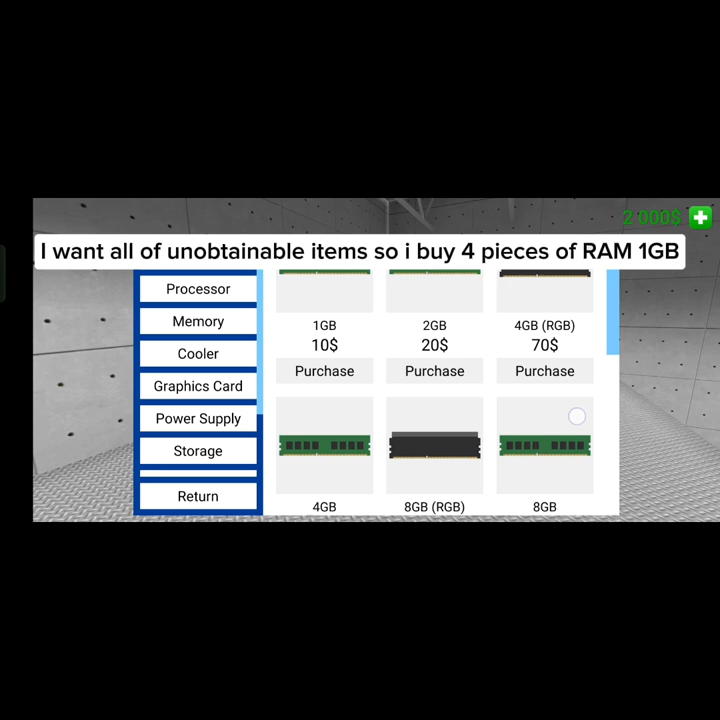 2 000$
I want all of unobtainable items so i buy 4 pieces of RAM 1GB
Processor
Memory
Cooler
Graphics Card
Power Supply
Storage
Return
1GB 2GB 4GB (RGB)
10$ 20$ 70$
Purchase Purchase Purchase
4GB 8GB (RGB) 8GB